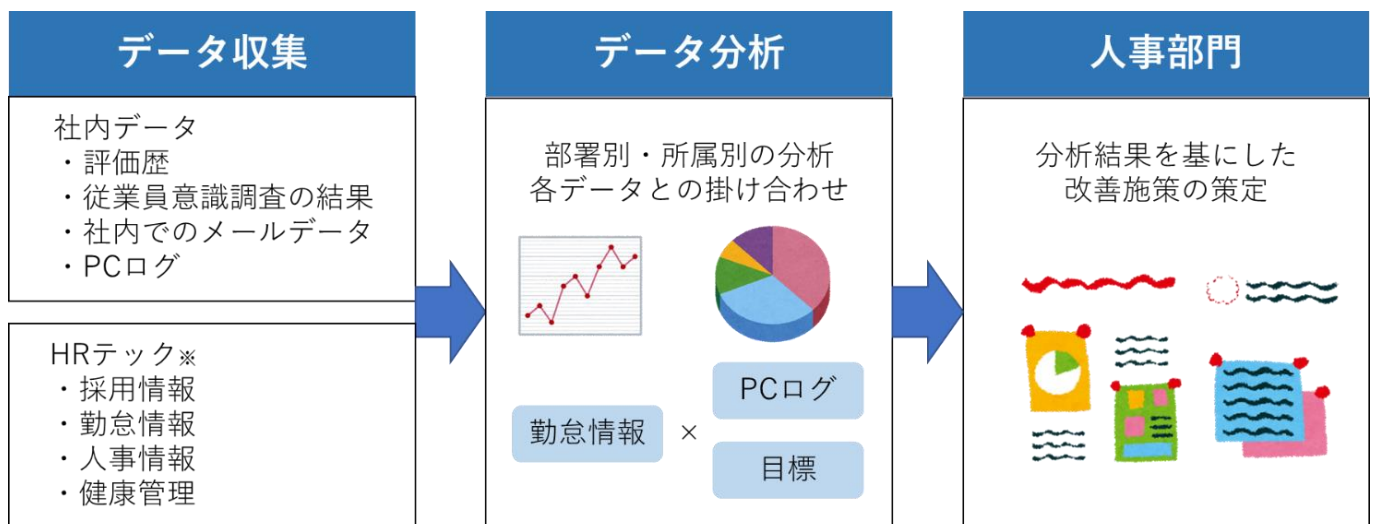 データ収集
社内データ
・評価歴
・従業員意識調査の結果
・社内でのメールデータ
・PCログ
HRテック※
・採用情報
・勤怠情報
・人事情報
・健康管理
データ分析
部署別・所属別の分析
各データとの掛け合わせ
勤怠情報
×
PCログ
目標
人事部門
分析結果を基にした
改善施策の策定